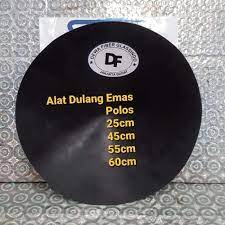 DF
Alat Dulang Emas
Polos
25cm
45cm
55cm
60cm